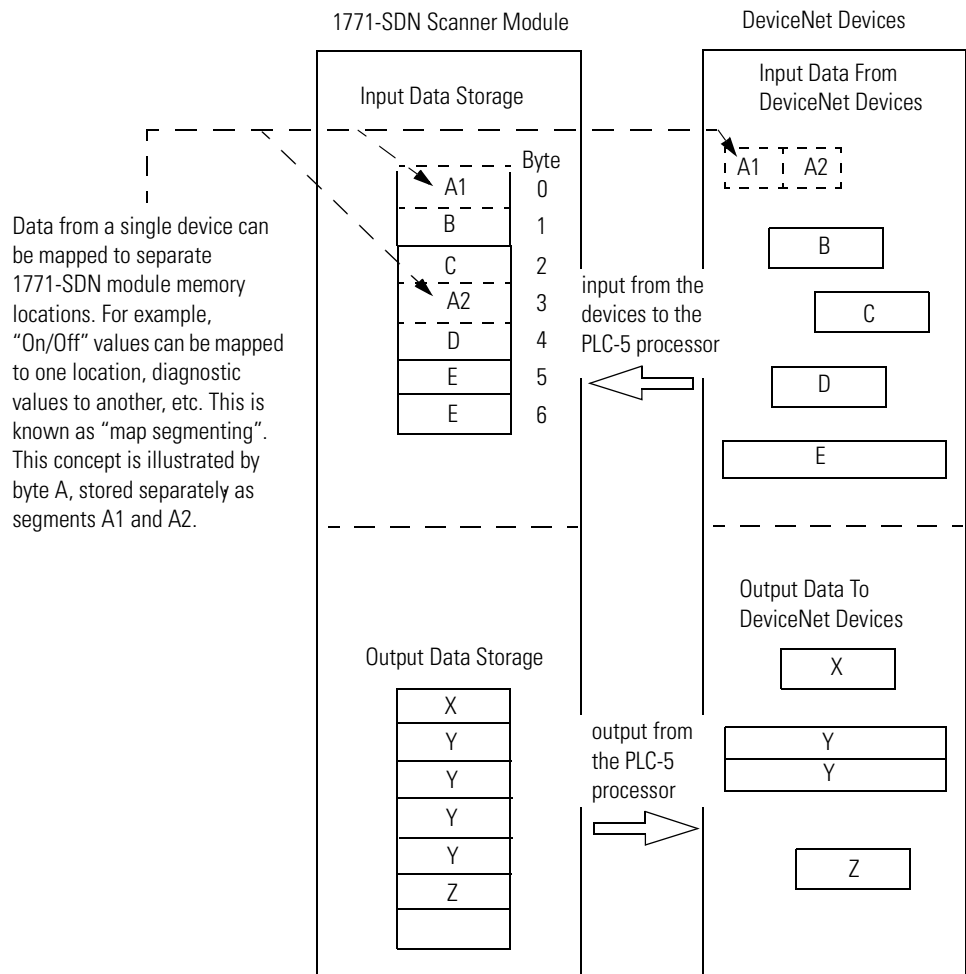 1771-SDN Scanner Module
DeviceNet Devices
Input Data Storage
Input Data From
DeviceNet Devices
Byte
A1
0
B
1
C
2
A2
3
D
4
E
5
E
6
A1
A2
B
C
D
E
Data from a single device can
be mapped to separate
1771-SDN module memory
locations. For example,
“On/Off” values can be mapped
to one location, diagnostic
values to another, etc. This is
known as “map segmenting”.
This concept is illustrated by
byte A, stored separately as
segments A1 and A2.
input from the
devices to the
PLC-5 processor
Output Data Storage
X
Y
Y
Y
Y
Z
output from
the PLC-5
processor
Output Data To
DeviceNet Devices
X
Y
Y
Z